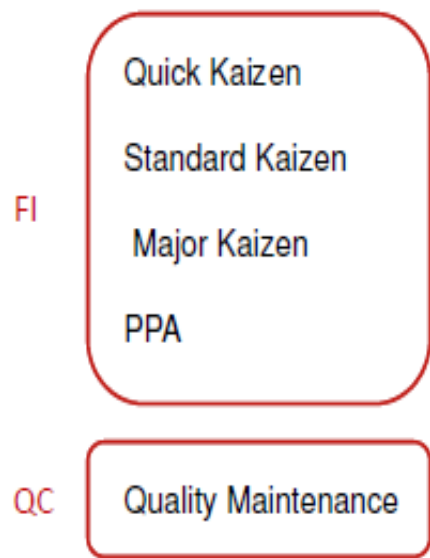 Quick Kaizen
Standard Kaizen
FI
Major Kaizen
PPA
QC Quality Maintenance